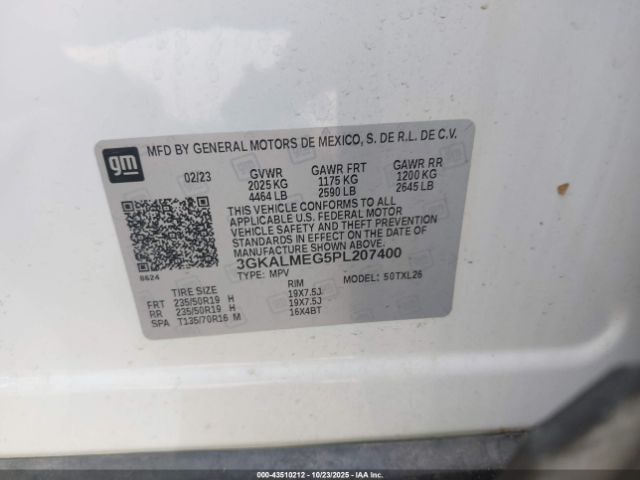 gm
MFD BY GENERAL MOTORS DE MEXICO, S. DE R.L. DE C.V.
02/23 GVWR GAWR FRT GAWR RR
2025 KG 1175 KG 1200 KG
4464 LB 2590 LB 2645 LB
THIS VEHICLE CONFORMS TO ALL
APPLICABLE U.S. FEDERAL MOTOR
VEHICLE SAFETY AND THEFT PREVENTION
STANDARDS IN EFFECT ON THE DATE OF
MANUFACTURE SHOWN ABOVE.
3GKALMEG5PL207400
8624 TYPE: MPV MODEL: 50TXL26
TIRE SIZE RIM
FRT 235/50R19 H 19X7.5J
RR 235/50R19 H 19X7.5J
SPA T135/70R16 M 16X4BT
000-43510212 - 10/23/2025 - IAA, INC.